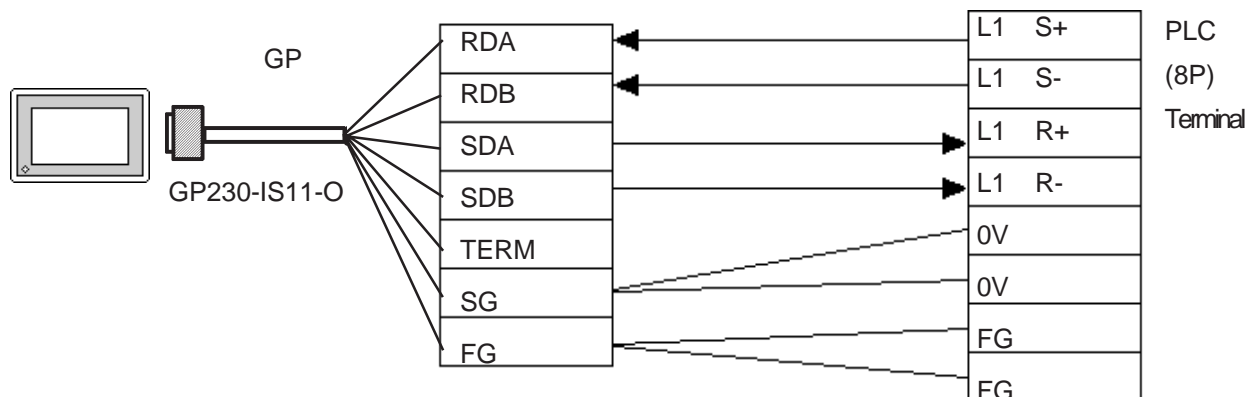 GP
GP230-IS11-O
RDA
RDB
SDA
SDB
TERM
SG
FG
L1 S+
L1 S-
L1 R+
L1 R-
0V
0V
FG
FG
PLC
(8P)
Terminal